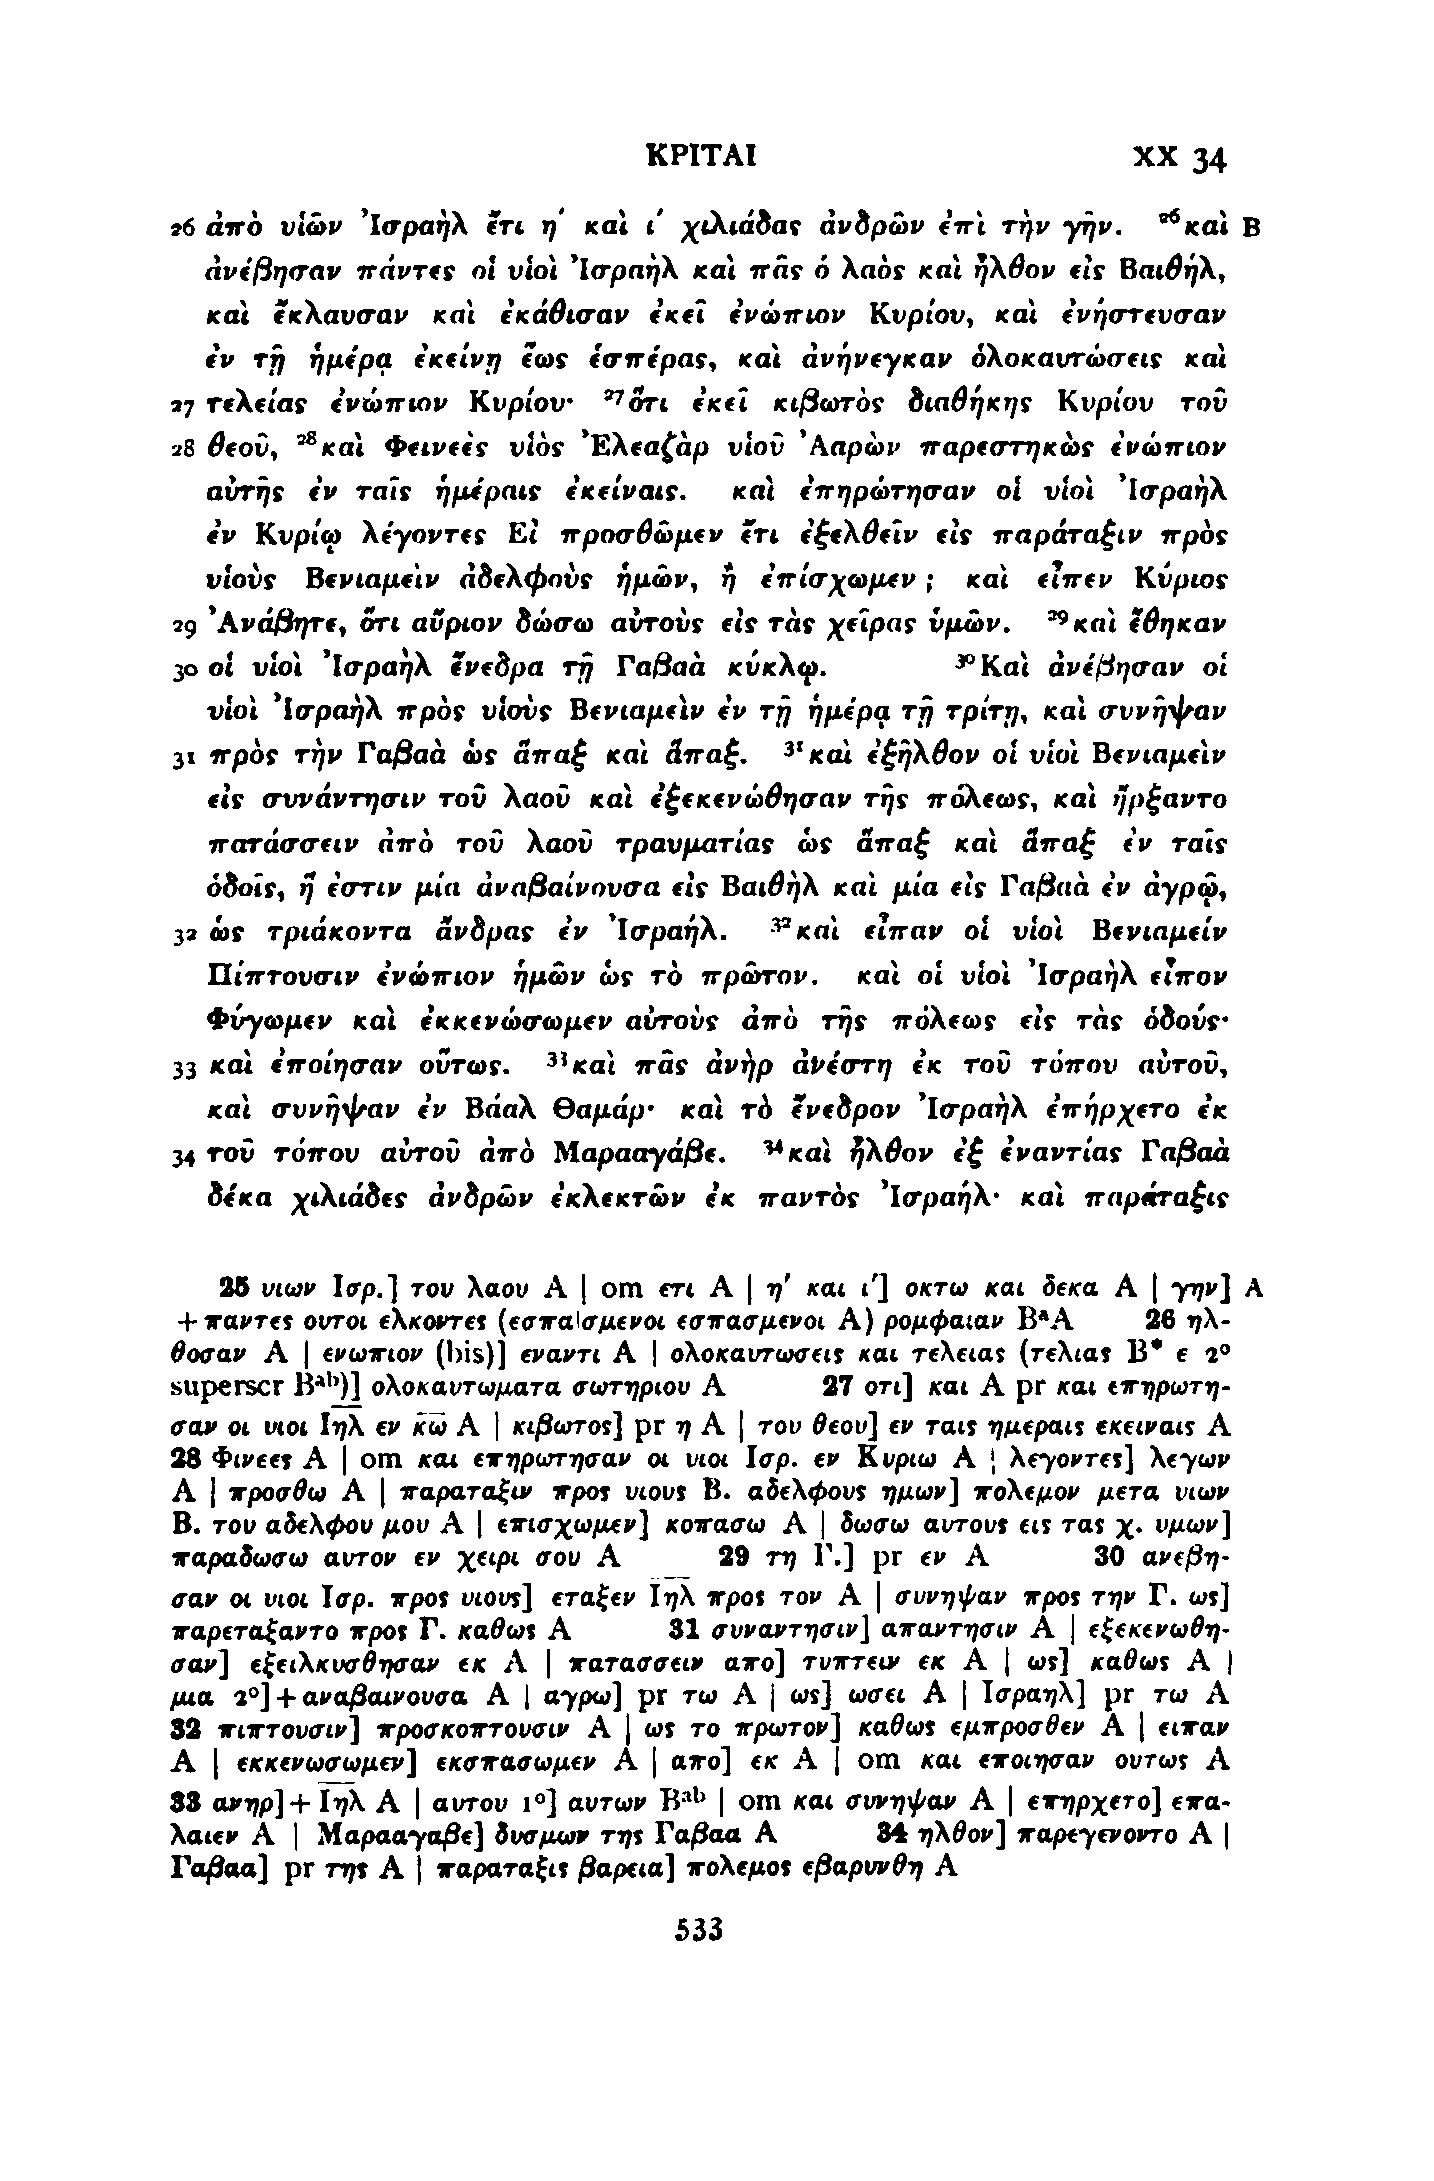 ΚΡΙΤΑΙ XX 34
26 ἀπὸ υἱῶν Ἰσραὴλ ἔτι η΄ καὶ ι΄ χιλιάδας ἀνδρῶν ἐπὶ τὴν γῆν. ²⁶καὶ B
ἀνέβησαν πάντες οἱ υἱοὶ Ἰσραὴλ καὶ πᾶς ὁ λαὸς καὶ ἦλθον εἰς Βαιθήλ,
καὶ ἔκλαυσαν καὶ ἐκάθισαν ἐκεῖ ἐνώπιον Κυρίου, καὶ ἐνήστευσαν
ἐν τῇ ἡμέρᾳ ἐκείνῃ ἕως ἑσπέρας, καὶ ἀνήνεγκαν ὁλοκαυτώσεις καὶ
27 τελείας ἐνώπιον Κυρίου· ²⁷ὅτι ἐκεῖ κιβωτὸς διαθήκης Κυρίου τοῦ
28 θεοῦ, ²⁸καὶ Φεινεὲς υἱὸς Ἐλεαζὰρ υἱοῦ Ἀαρὼν παρεστηκὼς ἐνώπιον
αὐτῆς ἐν ταῖς ἡμέραις ἐκείναις. καὶ ἐπηρώτησαν οἱ υἱοὶ Ἰσραὴλ
ἐν Κυρίῳ λέγοντες Εἰ προσθῶμεν ἔτι ἐξελθεῖν εἰς παράταξιν πρὸς
υἱοὺς Βενιαμεὶν ἀδελφοὺς ἡμῶν, ἢ ἐπίσχωμεν ; καὶ εἶπεν Κύριος
29 Ἀνάβητε, ὅτι αὔριον δώσω αὐτοὺς εἰς τὰς χεῖρας ὑμῶν. ²⁹καὶ ἔθηκαν
30 οἱ υἱοὶ Ἰσραὴλ ἔνεδρα τῇ Γαβαὰ κύκλῳ. ³⁰Καὶ ἀνέβησαν οἱ
υἱοὶ Ἰσραὴλ πρὸς υἱοὺς Βενιαμεὶν ἐν τῇ ἡμέρᾳ τῇ τρίτῃ, καὶ συνῆψαν
31 πρὸς τὴν Γαβαὰ ὡς ἅπαξ καὶ ἅπαξ. ³¹καὶ ἐξῆλθον οἱ υἱοὶ Βενιαμεὶν
εἰς συνάντησιν τοῦ λαοῦ καὶ ἐξεκενώθησαν τῆς πόλεως, καὶ ἤρξαντο
πατάσσειν ἀπὸ τοῦ λαοῦ τραυματίας ὡς ἅπαξ καὶ ἅπαξ ἐν ταῖς
ὁδοῖς, ἥ ἐστιν μία ἀναβαίνουσα εἰς Βαιθὴλ καὶ μία εἰς Γαβαὰ ἐν ἀγρῷ,
32 ὡς τριάκοντα ἄνδρας ἐν Ἰσραήλ. ³²καὶ εἶπαν οἱ υἱοὶ Βενιαμείν
Πίπτουσιν ἐνώπιον ἡμῶν ὡς τὸ πρῶτον. καὶ οἱ υἱοὶ Ἰσραὴλ εἶπον
Φύγωμεν καὶ ἐκκενώσωμεν αὐτοὺς ἀπὸ τῆς πόλεως εἰς τὰς ὁδούς·
33 καὶ ἐποίησαν οὕτως. ³³καὶ πᾶς ἀνὴρ ἀνέστη ἐκ τοῦ τόπου αὐτοῦ,
καὶ συνῆψαν ἐν Βάαλ Θαμάρ· καὶ τὸ ἔνεδρον Ἰσραὴλ ἐπήρχετο ἐκ
34 τοῦ τόπου αὐτοῦ ἀπὸ Μαρααγάβε. ³⁴καὶ ἦλθον ἐξ ἐναντίας Γαβαὰ
δέκα χιλιάδες ἀνδρῶν ἐκλεκτῶν ἐκ παντὸς Ἰσραήλ· καὶ παράταξις
25 υιων Ισρ.] του λαου A | om ετι A | η΄ και ι΄] οκτω και δεκα A | γην] A
+παντες ουτοι ελκοντες (εσπα|σμενοι εσπασμενοι A) ρομφαιαν BᵃA 26 ηλ-
θοσαν A | ενωπιον (bis)] εναντι A | ολοκαυτωσεις και τελειας (τελιας B* ε 2°
superscr Bᵃᵇ)] ολοκαυτωματα σωτηριου A 27 οτι] και A pr και επηρωτη-
σαν οι υιοι Ιη̅λ̅ εν κ̅ω̅ A | κιβωτος] pr η A | του θεου] εν ταις ημεραις εκειναις A
28 Φινεες A | om και επηρωτησαν οι υιοι Ισρ. εν Κυριω A | λεγοντες] λεγων
A | προσθω A | παραταξιν προς υιους B. αδελφους ημων] πολεμον μετα υιων
B. του αδελφου μου A | επισχωμεν] κοπασω A | δωσω αυτους εις τας χ. υμων]
παραδωσω αυτον εν χειρι σου A 29 τη Γ.] pr εν A 30 ανεβη-
σαν οι υιοι Ισρ. προς υιους] εταξεν Ιη̅λ̅ προς τον A | συνηψαν προς την Γ. ως]
παρεταξαντο προς Γ. καθως A 31 συναντησιν] απαντησιν A | εξεκενωθη-
σαν] εξειλκυσθησαν εκ A | πατασσειν απο] τυπτειν εκ A | ως] καθως A |
μια 2°]+αναβαινουσα A | αγρω] pr τω A | ως] ωσει A | Ισραηλ] pr τω A
32 πιπτουσιν] προσκοπτουσιν A | ως το πρωτον] καθως εμπροσθεν A | ειπαν
A | εκκενωσωμεν] εκσπασωμεν A | απο] εκ A | om και εποιησαν ουτως A
33 ανηρ]+Ιη̅λ̅ A | αυτου 1°] αυτων Bᵃᵇ | om και συνηψαν A | επηρχετο] επα-
λαιεν A | Μαρααγαβε] δυσμων της Γαβαα A 34 ηλθον] παρεγενοντο A |
Γαβαα] pr της A | παραταξις βαρεια] πολεμος εβαρυνθη A
533